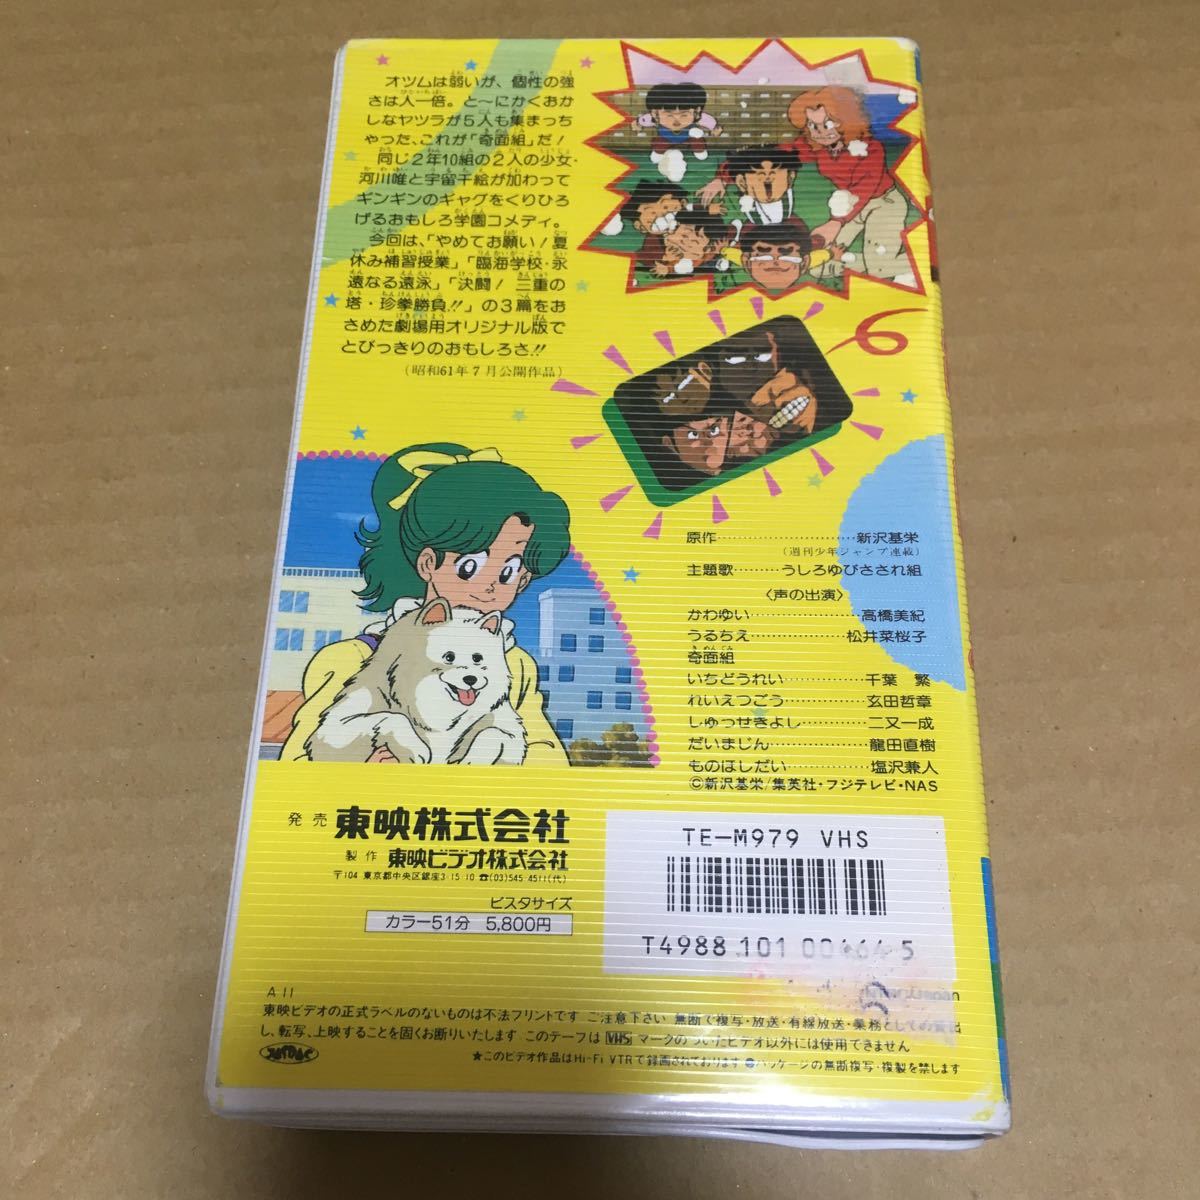 オツムは弱いが、個性の強
さは人一倍。と〜にかくおか
しなヤツラが5人も集まっち
ゃった、これが「奇面組」だ!
同じ2年10組の2人の少女・
河川唯と宇留千絵が加わって
ギンギンのギャグをくりひろ
げるおもしろ学園コメディ。
今回は、「やめてお願い!夏
休み補習授業」「臨海学校・永
遠なる遠泳」「決闘! 三重の
塔・珍拳勝負!!」の3篇をお
さめた劇場用オリジナル版で
とびっきりのおもしろさ!!
(昭和61年7月公開作品)
原作………………………新沢基栄
(週刊少年ジャンプ連載)
主題歌………うしろゆびさされ組
〈声の出演〉
かわゆい…………………高橋美紀
うるちえ………………松井菜桜子
奇面組
いちどうれい……………千葉 繁
れいえつごう……………玄田哲章
しゅっせきよし…………二又一成
だいまじん………………龍田直樹
ものほしだい……………塩沢兼人
©新沢基栄/集英社・フジテレビ・NAS
発売 東映株式会社
製作 東映ビデオ株式会社
〒104 東京都中央区銀座3-15-10 ☎(03)545-4511(代)
ビスタサイズ
カラー51分 5,800円
TE-M979 VHS
T4988 101 00464 5
A11
東映ビデオの正式ラベルのないものは不法プリントです ご注意下さい 無断で複写・放送・有線放送・業務としての
し、転写、上映することを固くお断りいたします このテープは VHS マークのついたビデオ以外には使用できません
★このビデオ作品はHi-Fi VTRで録画されております ●パッケージの無断複写・複製を禁じます